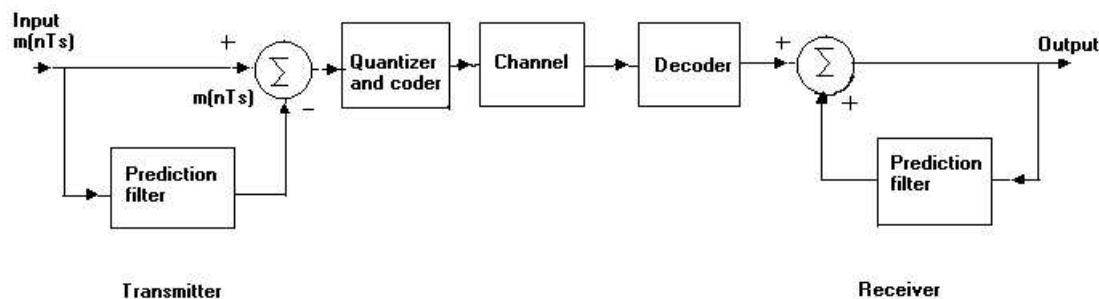 Input
m(nTs)
+
Σ
m(nTs)
-
Quantizer
and coder
Channel
Decoder
+
Σ
+
Output
Prediction
filter
Prediction
filter
Transmitter
Receiver